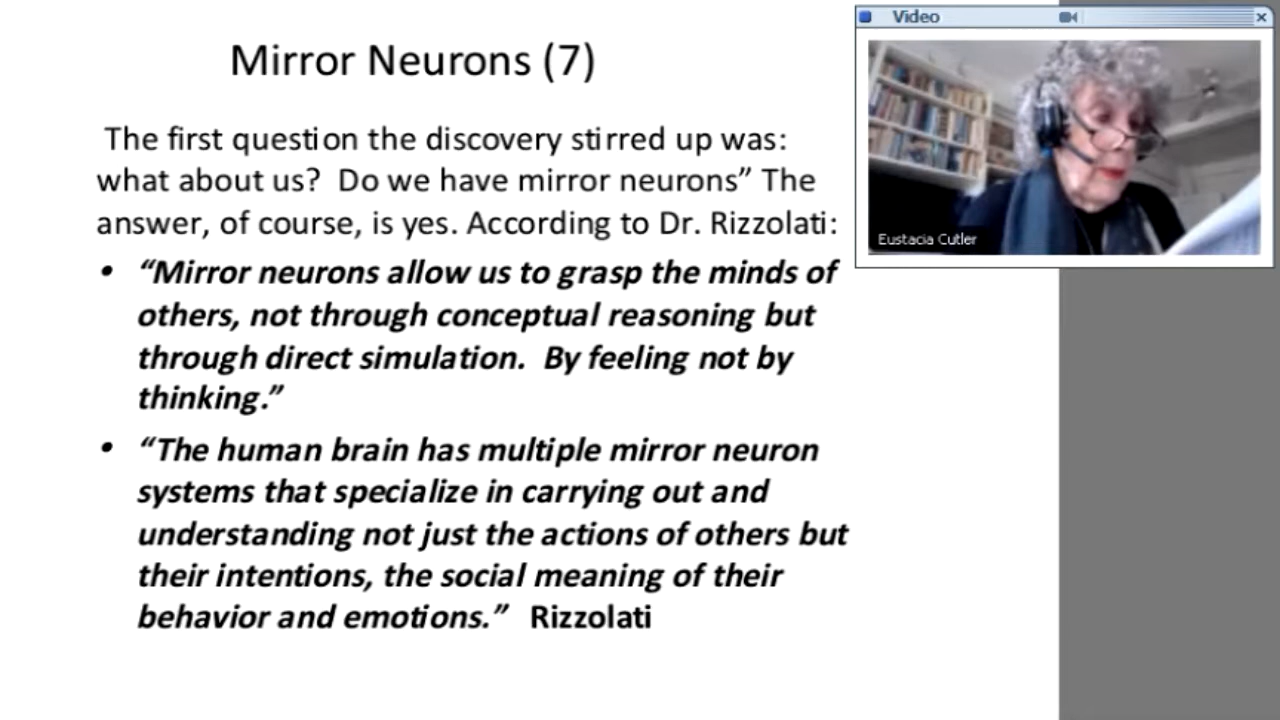 Mirror Neurons (7)
The first question the discovery stirred up was:
what about us?  Do we have mirror neurons” The
answer, of course, is yes. According to Dr. Rizzolati:
• “Mirror neurons allow us to grasp the minds of
others, not through conceptual reasoning but
through direct simulation.  By feeling not by
thinking.”
• “The human brain has multiple mirror neuron
systems that specialize in carrying out and
understanding not just the actions of others but
their intentions, the social meaning of their
behavior and emotions.”  Rizzolati
Video
Eustacia Cutler